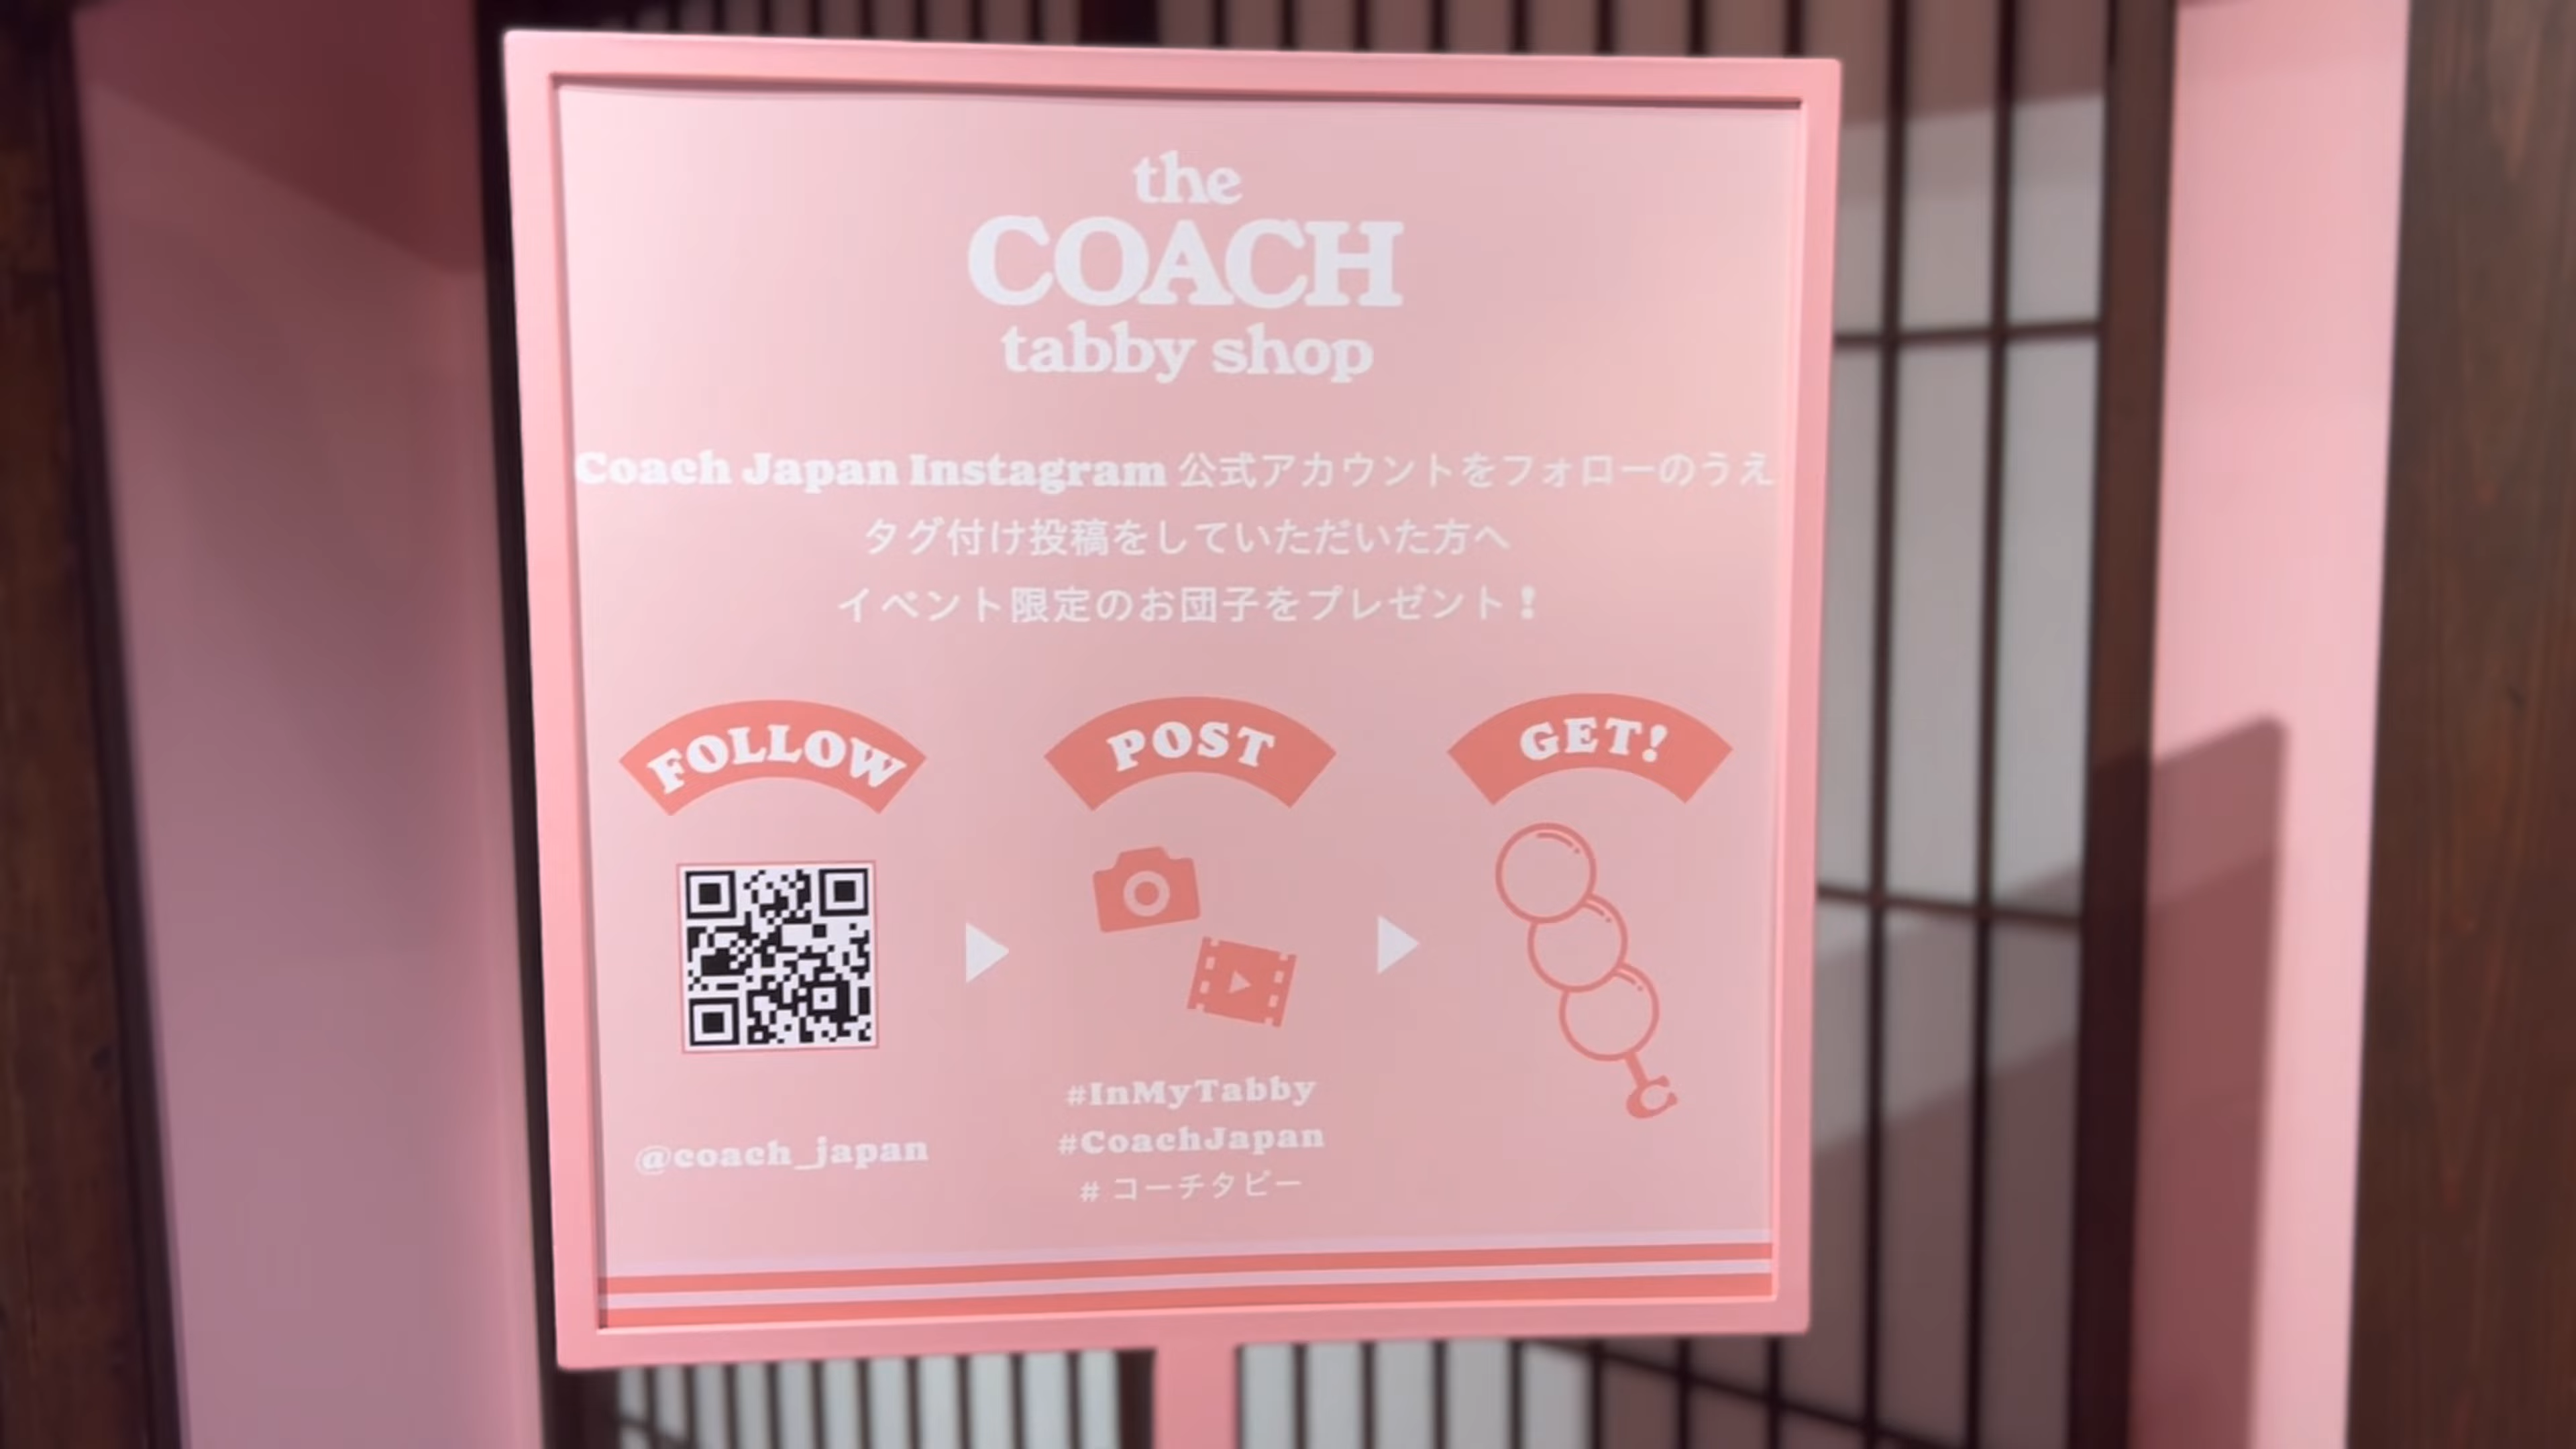 the
COACH
tabby shop
Coach Japan Instagram 公式アカウントをフォローのうえ
タグ付け投稿をしていただいた方へ
イベント限定のお団子をプレゼント！
FOLLOW
POST
GET!
@coach_japan
#InMyTabby
#CoachJapan
# コーチタビー
C